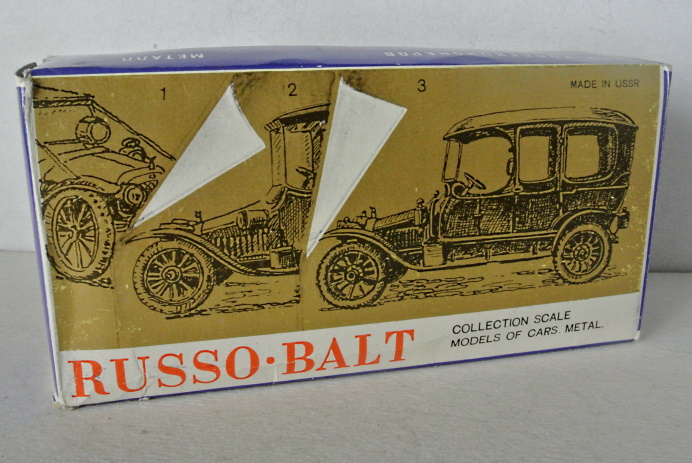 МЕТАЛЛ
1
2
3
MADE IN USSR
RUSSO·BALT
COLLECTION SCALE
MODELS OF CARS. METAL.